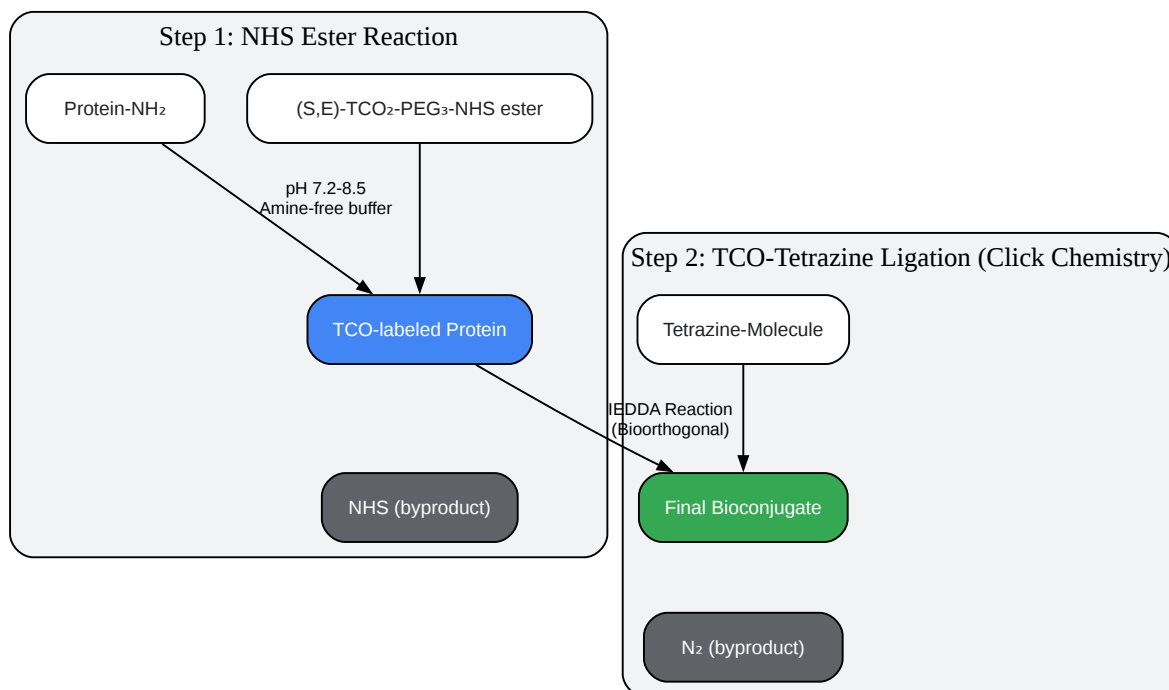 Step 1: NHS Ester Reaction
Protein-NH₂
(S,E)-TCO₂-PEG₃-NHS ester
pH 7.2-8.5
Amine-free buffer
TCO-labeled Protein
NHS (byproduct)
Step 2: TCO-Tetrazine Ligation (Click Chemistry)
Tetrazine-Molecule
IEDDA Reaction
(Bioorthogonal)
Final Bioconjugate
N₂ (byproduct)